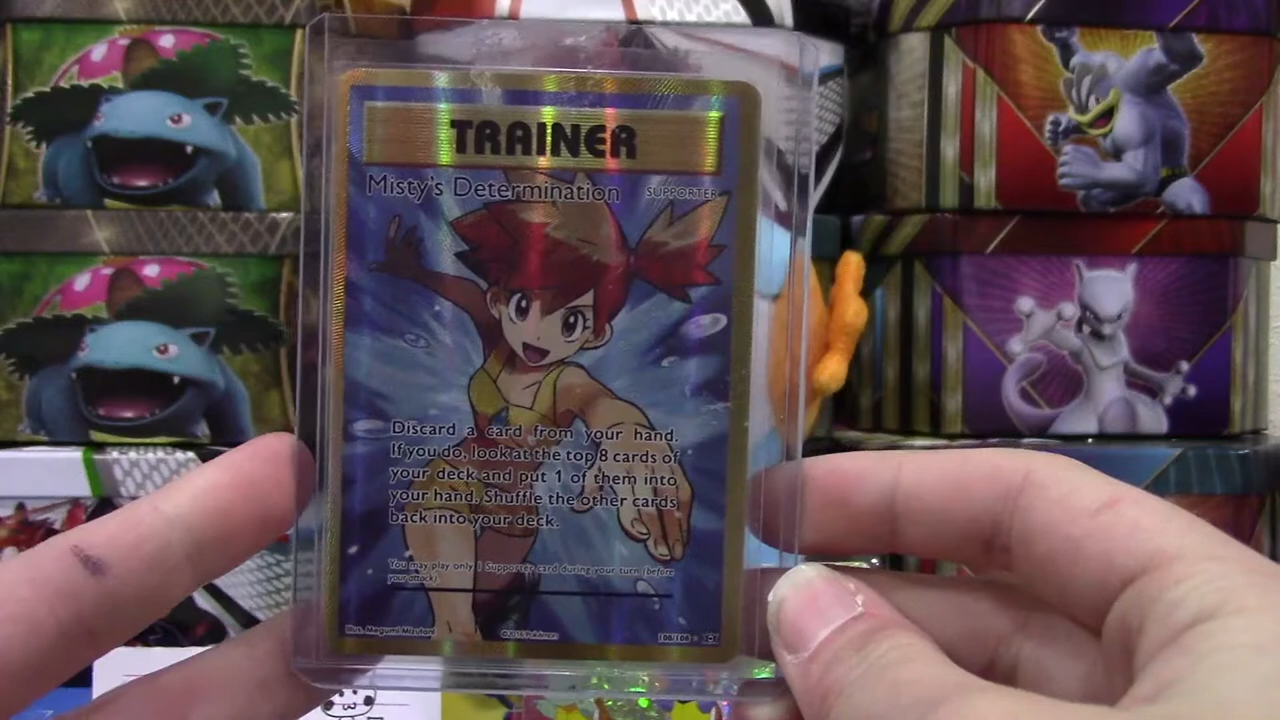 TRAINER
Misty's Determination SUPPORTER
Discard a card from your hand.
If you do, look at the top 8 cards of
your deck and put 1 of them into
your hand. Shuffle the other cards
back into your deck.
You may play only 1 Supporter card during your turn (before
your attack).
Illus. Megumi Mizutani ©2016 Pokémon 108/108